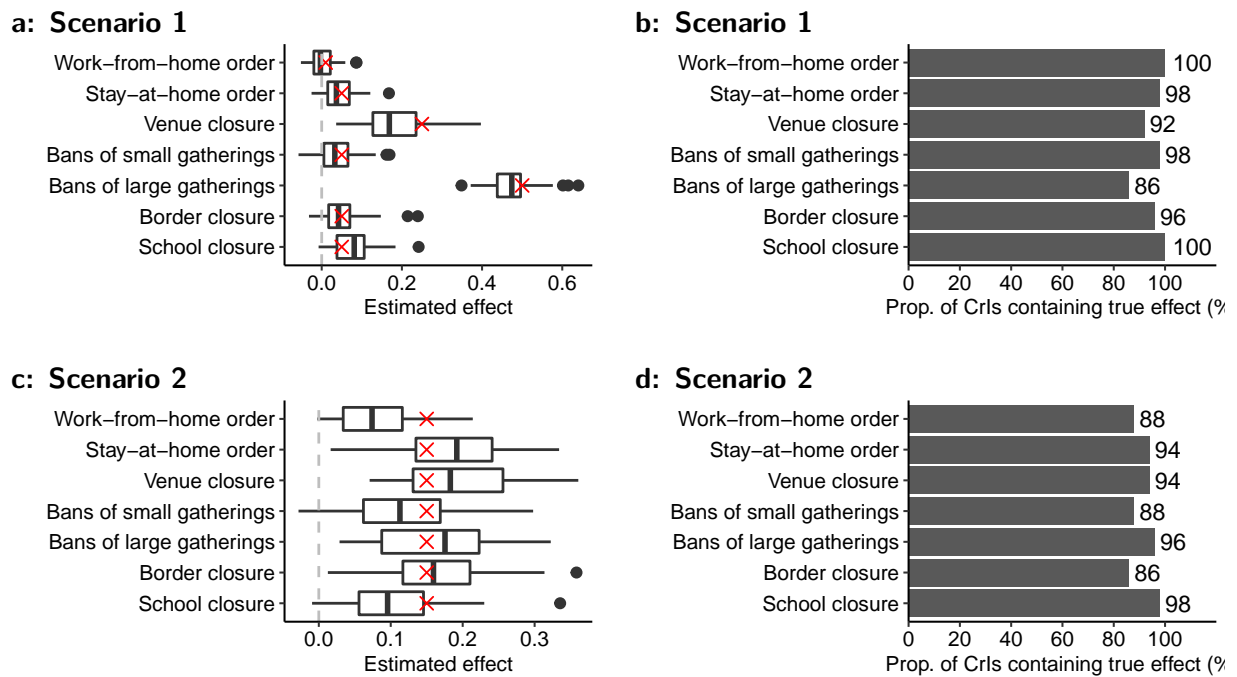 a: Scenario 1
Work−from−home order
Stay−at−home order
Venue closure
Bans of small gatherings
Bans of large gatherings
Border closure
School closure
0.0 0.2 0.4 0.6
Estimated effect
b: Scenario 1
Work−from−home order 100
Stay−at−home order 98
Venue closure 92
Bans of small gatherings 98
Bans of large gatherings 86
Border closure 96
School closure 100
0 20 40 60 80 100
Prop. of CrIs containing true effect (%
c: Scenario 2
Work−from−home order
Stay−at−home order
Venue closure
Bans of small gatherings
Bans of large gatherings
Border closure
School closure
0.0 0.1 0.2 0.3
Estimated effect
d: Scenario 2
Work−from−home order 88
Stay−at−home order 94
Venue closure 94
Bans of small gatherings 88
Bans of large gatherings 96
Border closure 86
School closure 98
0 20 40 60 80 100
Prop. of CrIs containing true effect (%